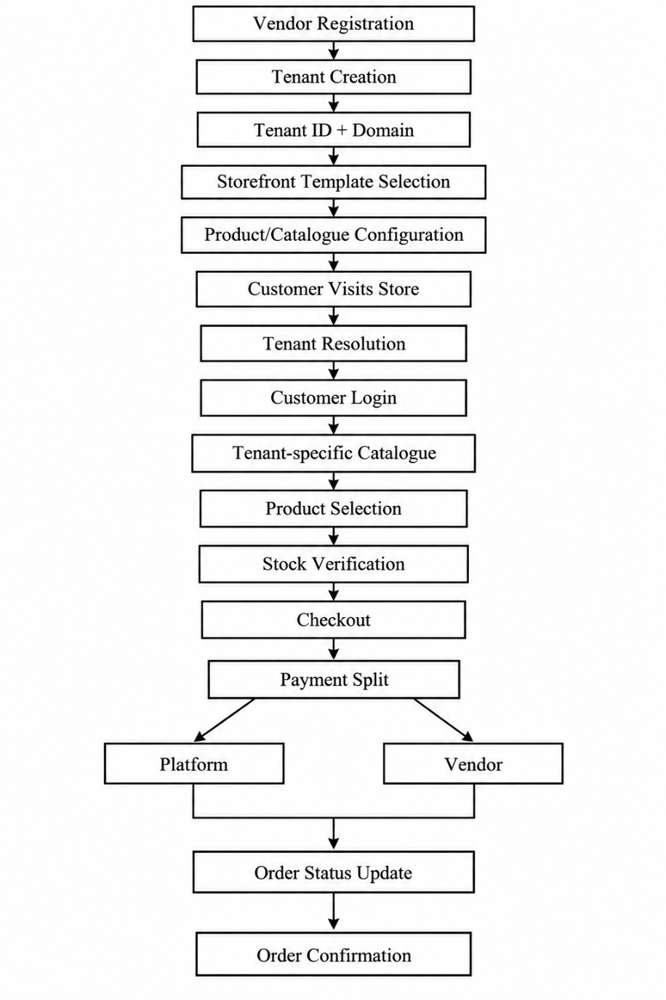 Vendor Registration
Tenant Creation
Tenant ID + Domain
Storefront Template Selection
Product/Catalogue Configuration
Customer Visits Store
Tenant Resolution
Customer Login
Tenant-specific Catalogue
Product Selection
Stock Verification
Checkout
Payment Split
Platform
Vendor
Order Status Update
Order Confirmation